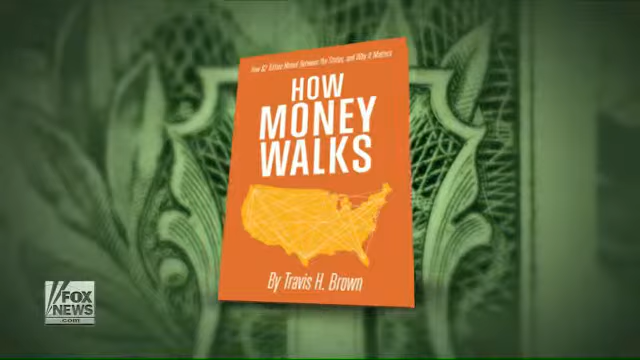 How $2 Trillion Moved Between the States, and Why It Matters
HOW
MONEY
WALKS
By Travis H. Brown
FOX
NEWS
.com